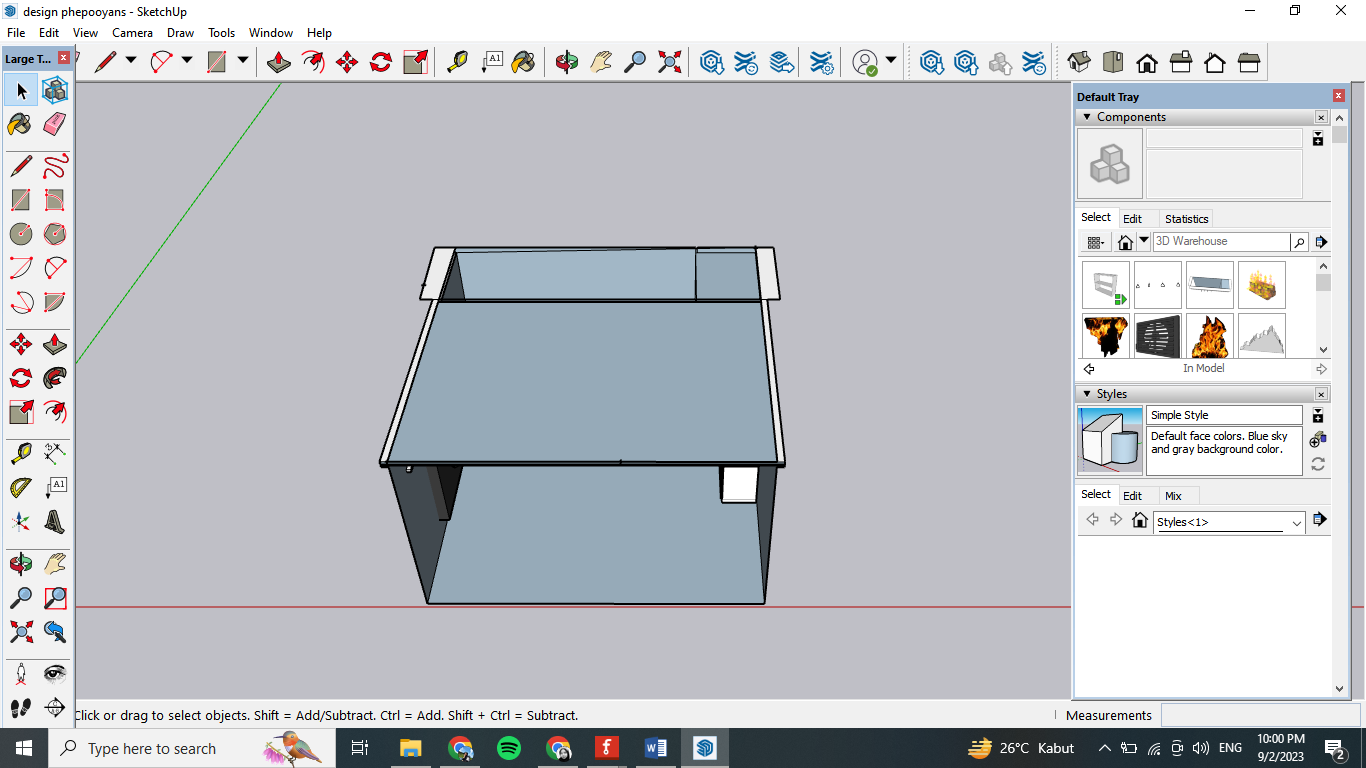 design phepooyans - SketchUp
File Edit View Camera Draw Tools Window Help
Large T...
A1
Default Tray
Components
Select Edit Statistics
3D Warehouse
In Model
Styles
Simple Style
Default face colors. Blue sky
and gray background color.
A1
Select Edit Mix
Styles<1>
Click or drag to select objects. Shift = Add/Subtract. Ctrl = Add. Shift + Ctrl = Subtract.
Measurements
Type here to search
W
26°C Kabut
ENG
10:00 PM
9/2/2023
2